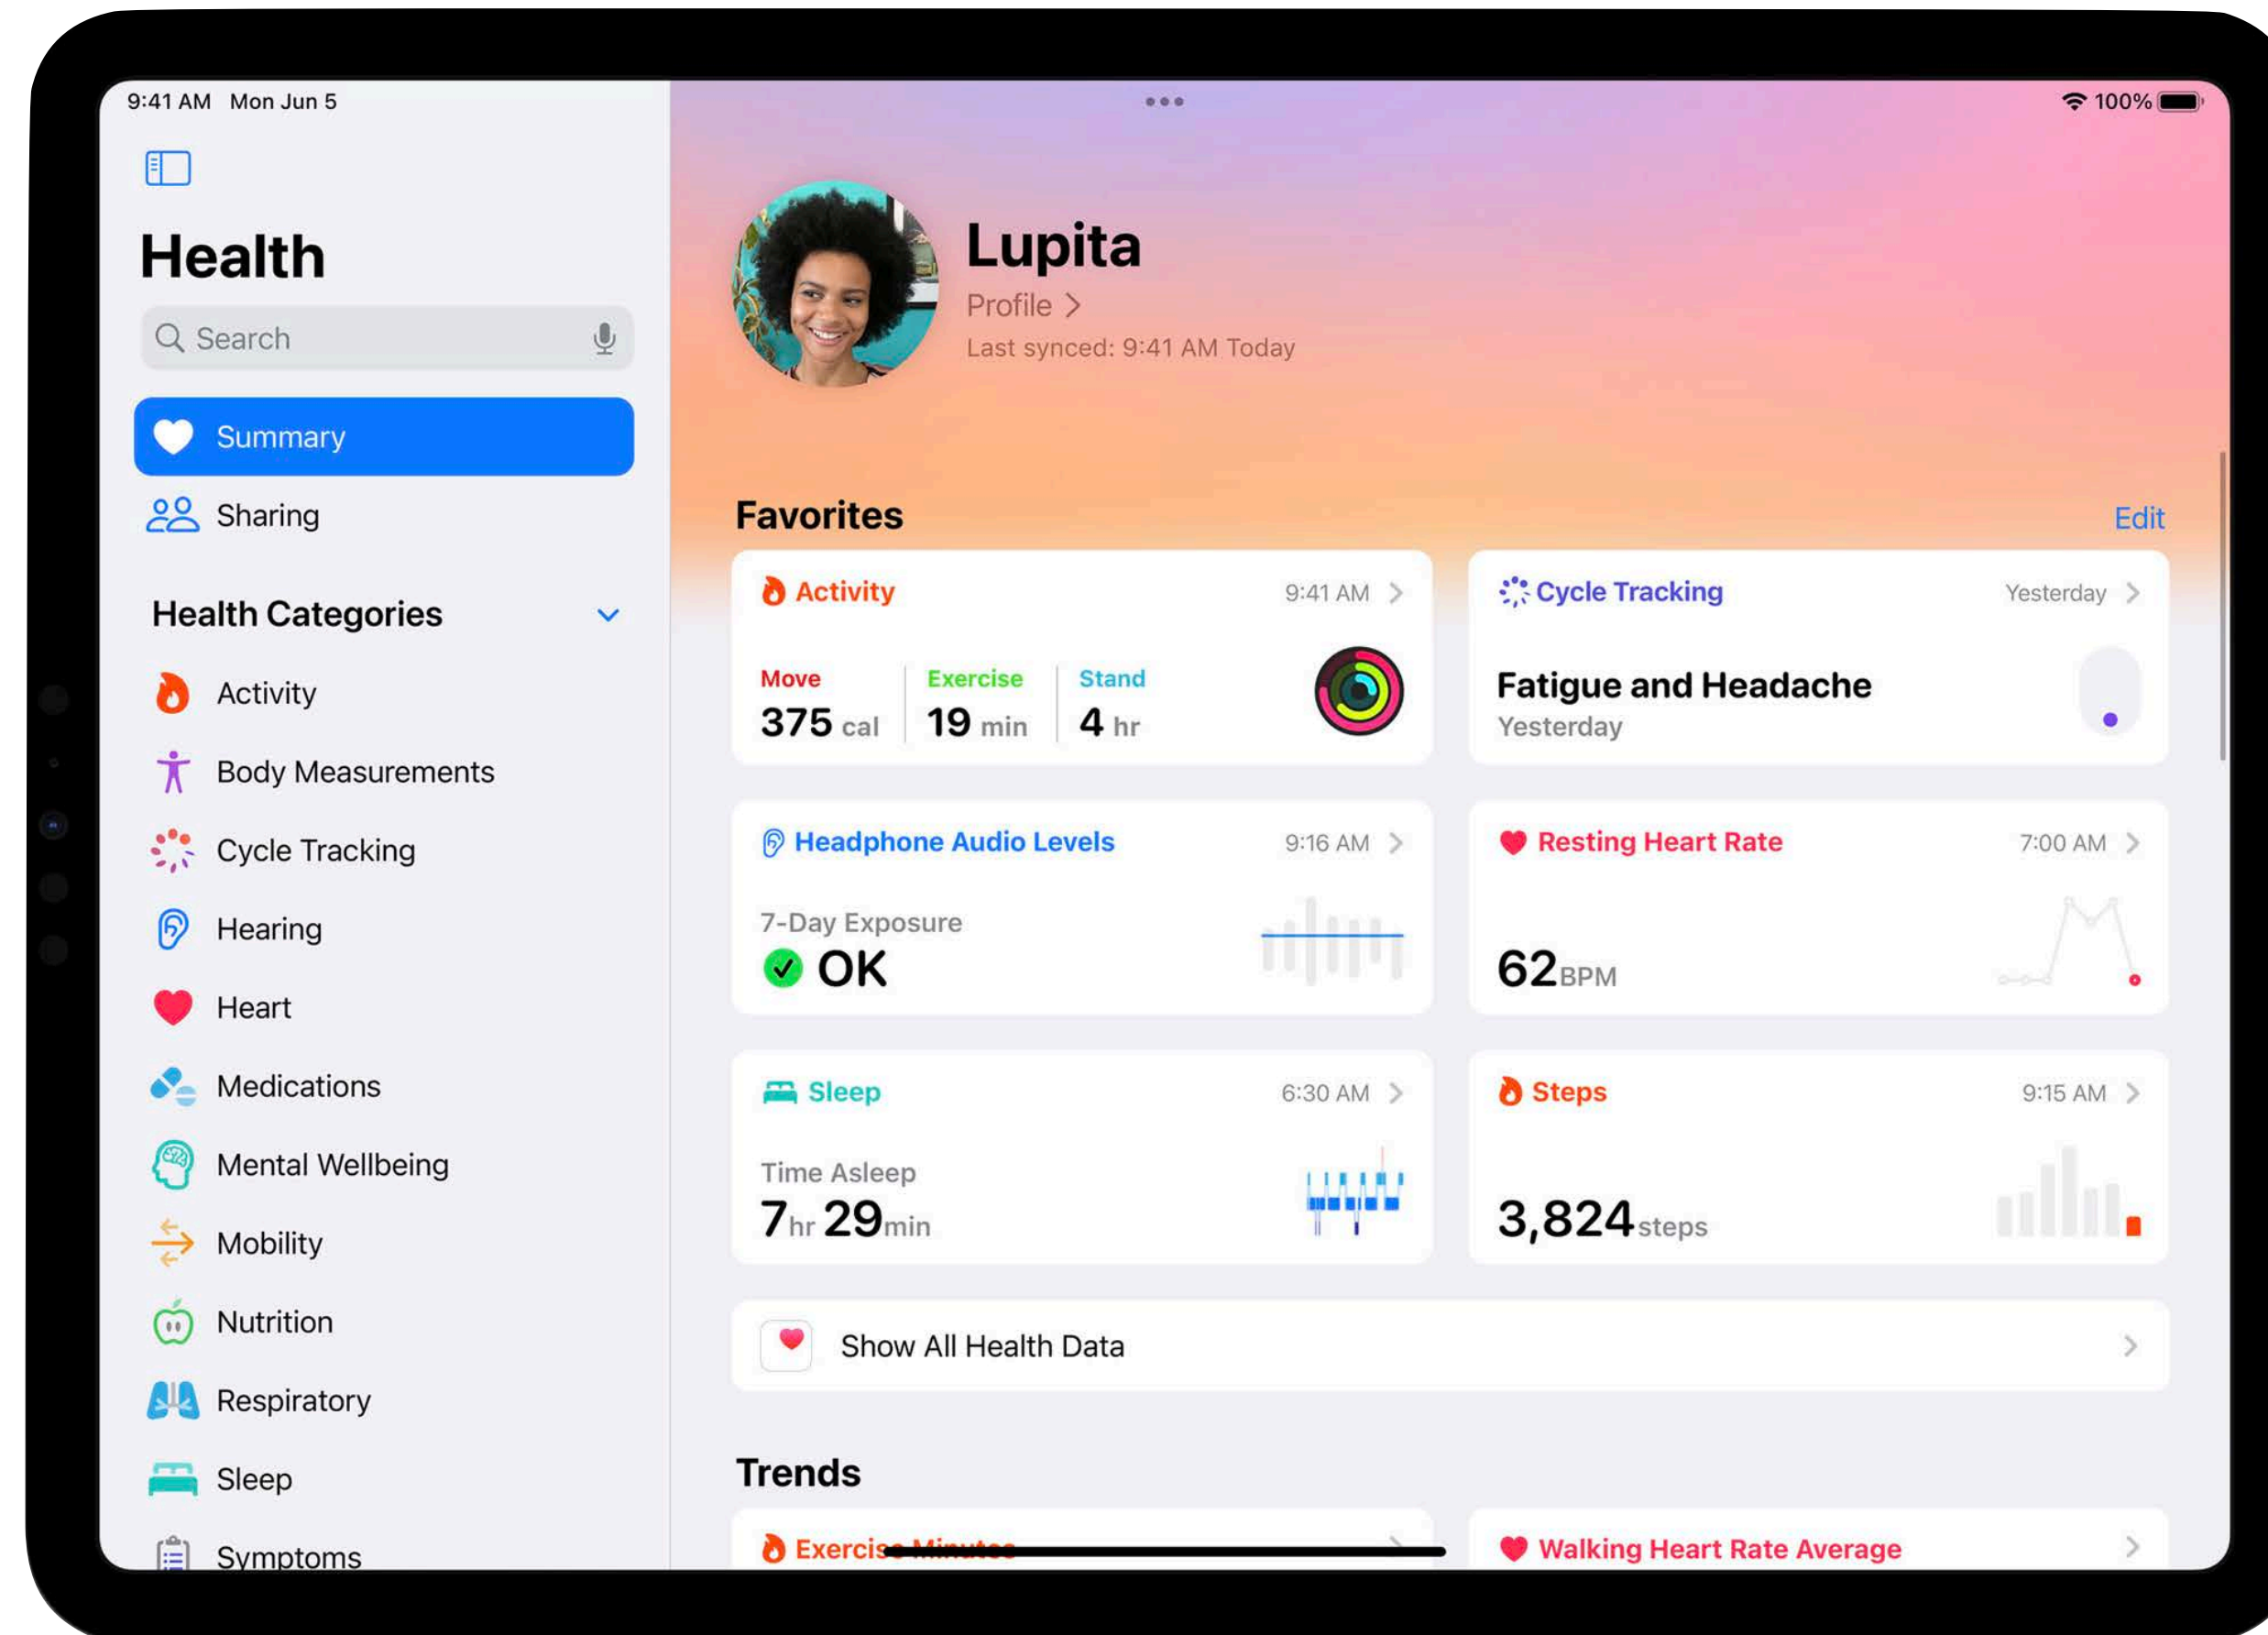 9:41 AM Mon Jun 5
100%
Health
Search
Summary
Sharing
Health Categories
Activity
Body Measurements
Cycle Tracking
Hearing
Heart
Medications
Mental Wellbeing
Mobility
Nutrition
Respiratory
Sleep
Symptoms
Lupita
Profile
Last synced: 9:41 AM Today
Favorites
Edit
Activity 9:41 AM
Move Exercise Stand
375 cal 19 min 4 hr
Cycle Tracking Yesterday
Fatigue and Headache
Yesterday
Headphone Audio Levels 9:16 AM
7-Day Exposure
OK
Resting Heart Rate 7:00 AM
62 BPM
Sleep 6:30 AM
Time Asleep
7 hr 29 min
Steps 9:15 AM
3,824 steps
Show All Health Data
Trends
Exercise Minutes
Walking Heart Rate Average